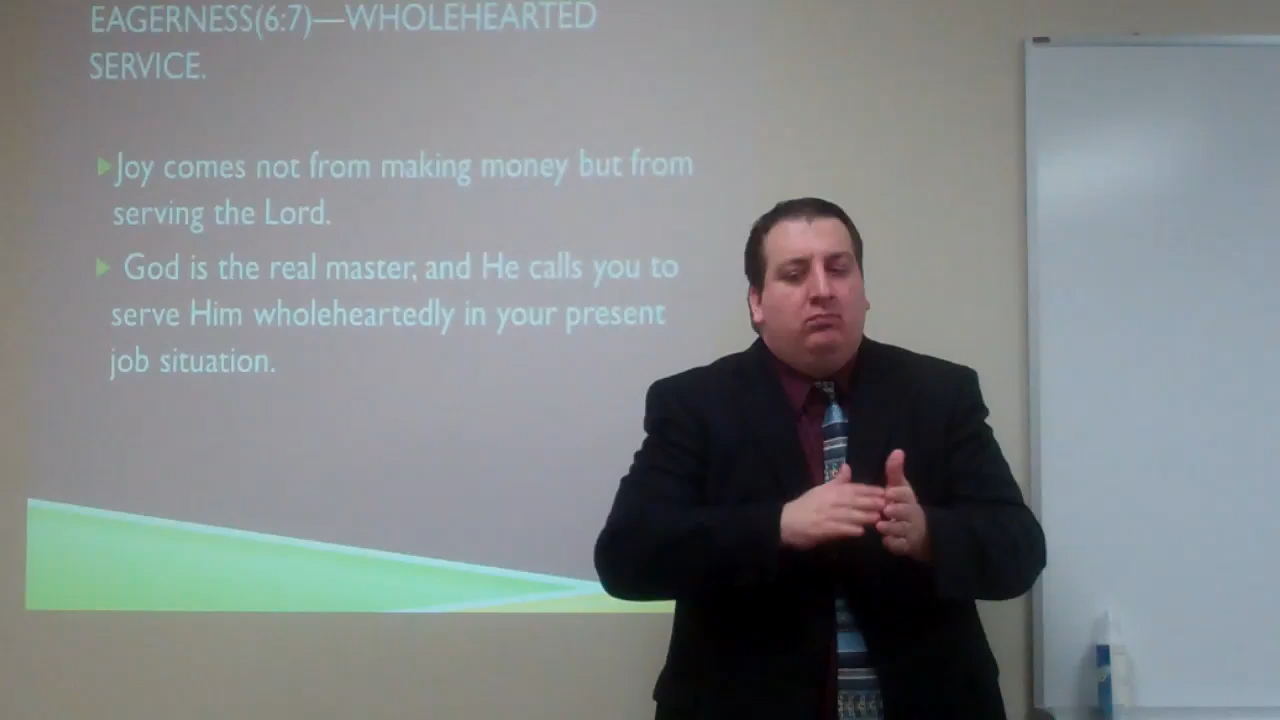 EAGERNESS(6:7)—WHOLEHEARTED
SERVICE.
Joy comes not from making money but from
serving the Lord.
God is the real master, and He calls you to
serve Him wholeheartedly in your present
job situation.